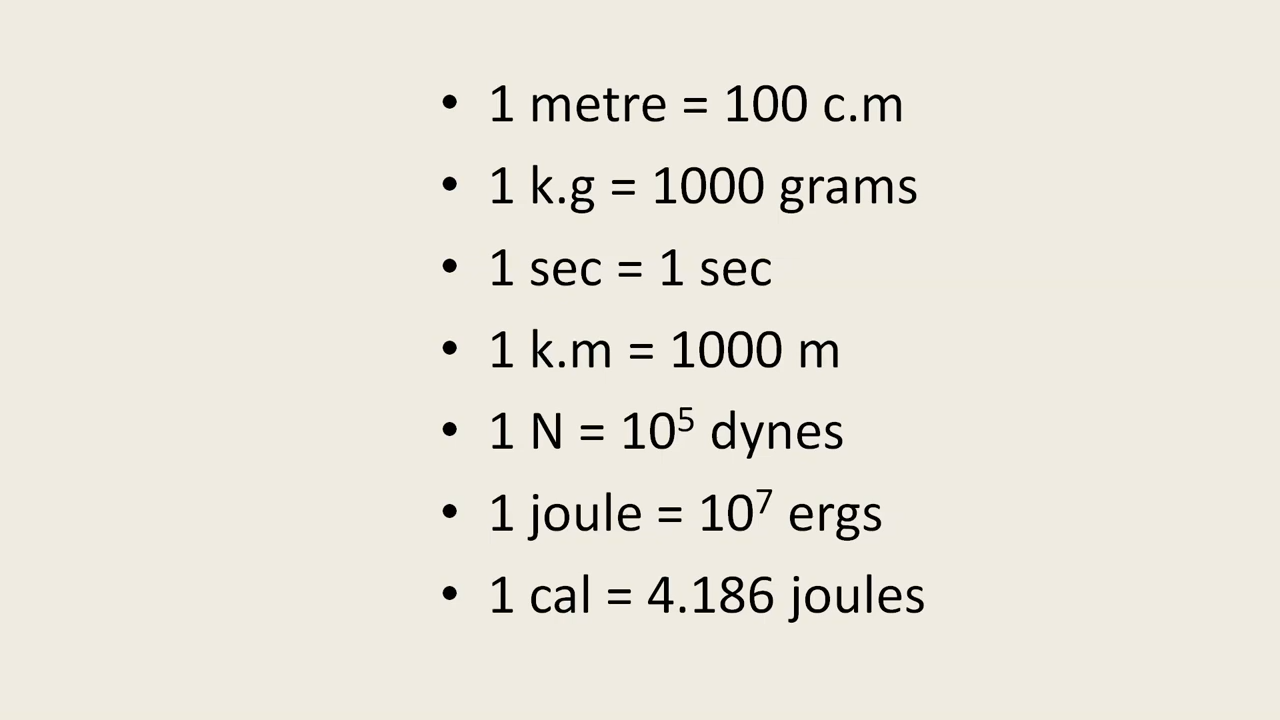 • 1 metre = 100 c.m
• 1 k.g = 1000 grams
• 1 sec = 1 sec
• 1 k.m = 1000 m
• 1 N = 10⁵ dynes
• 1 joule = 10⁷ ergs
• 1 cal = 4.186 joules